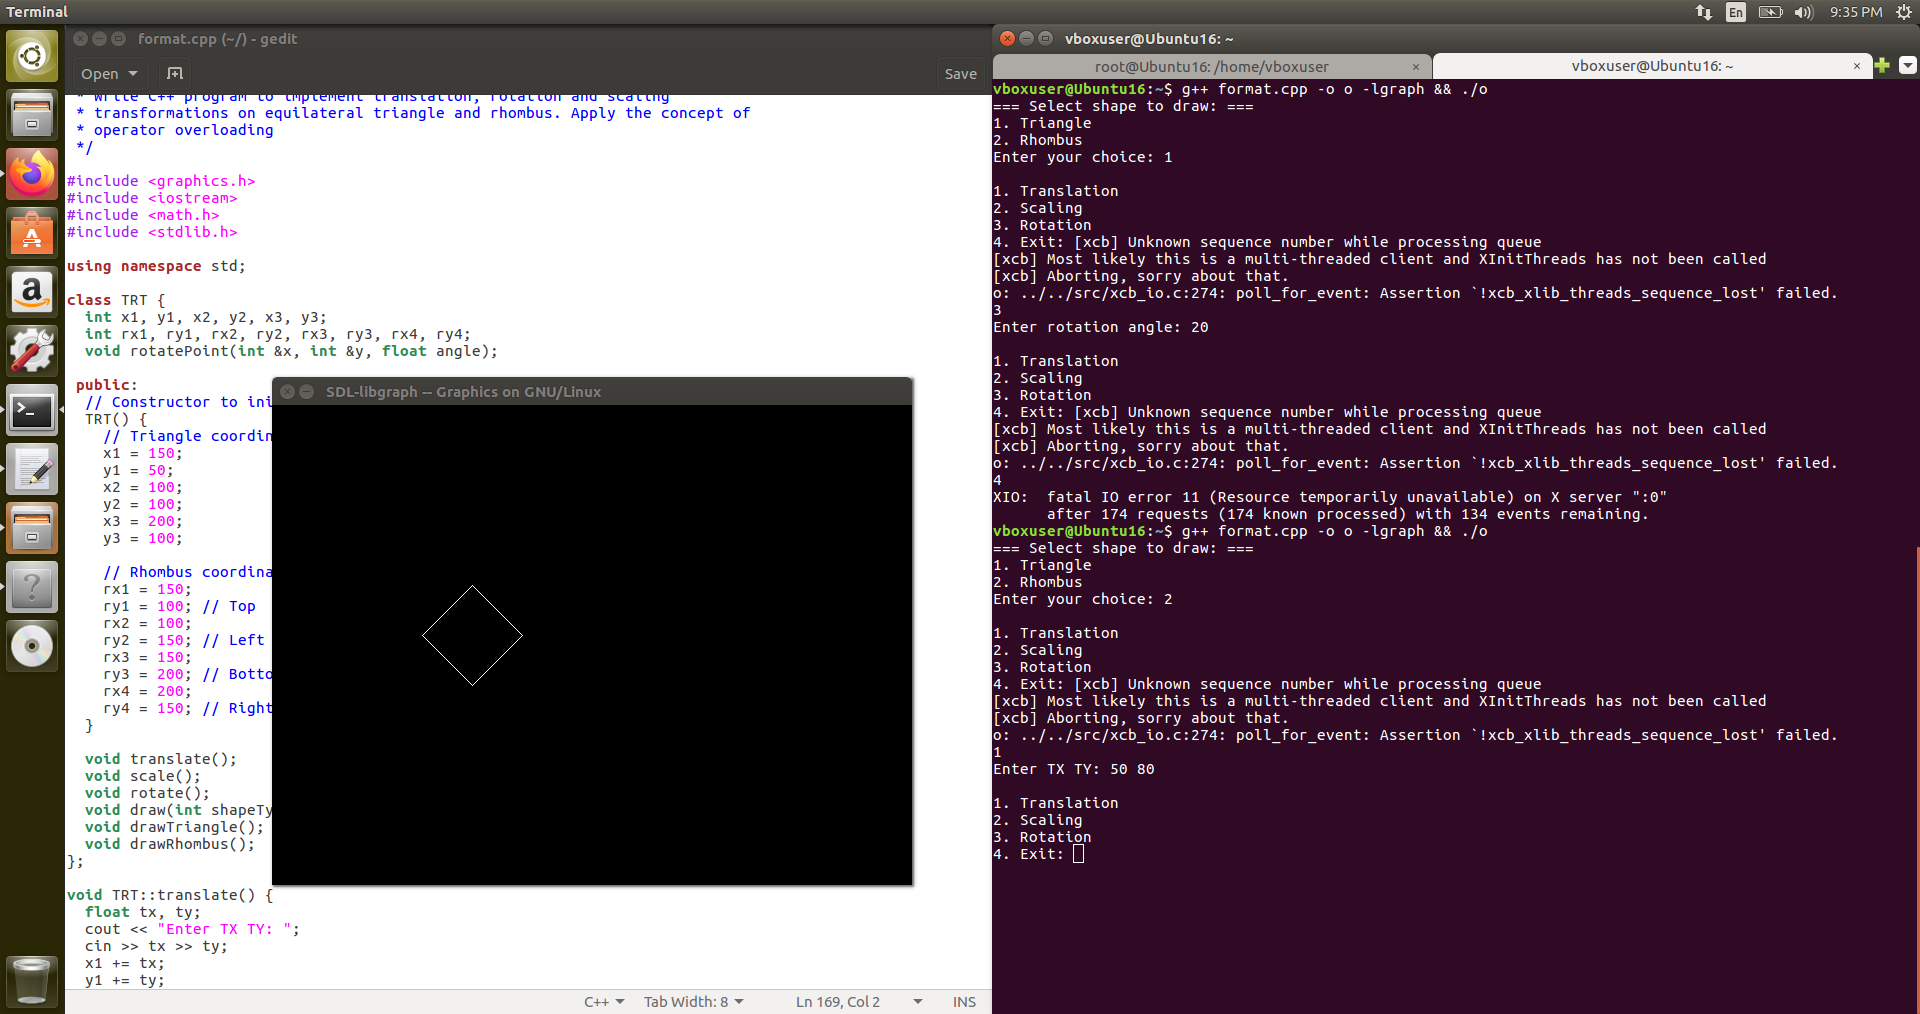 Terminal
En
9:35 PM
format.cpp (~/) - gedit
Open
Save
* Write C++ program to implement translation, rotation and scaling
* transformations on equilateral triangle and rhombus. Apply the concept of
* operator overloading
*/
#include <graphics.h>
#include <iostream>
#include <math.h>
#include <stdlib.h>
using namespace std;
class TRT {
int x1, y1, x2, y2, x3, y3;
int rx1, ry1, rx2, ry2, rx3, ry3, rx4, ry4;
void rotatePoint(int &x, int &y, float angle);
public:
// Constructor to ini
TRT() {
// Triangle coordin
x1 = 150;
y1 = 50;
x2 = 100;
y2 = 100;
x3 = 200;
y3 = 100;
// Rhombus coordina
rx1 = 150;
ry1 = 100; // Top
rx2 = 100;
ry2 = 150; // Left
rx3 = 150;
ry3 = 200; // Botto
rx4 = 200;
ry4 = 150; // Right
}
void translate();
void scale();
void rotate();
void draw(int shapeTy
void drawTriangle();
void drawRhombus();
};
void TRT::translate() {
float tx, ty;
cout << "Enter TX TY: ";
cin >> tx >> ty;
x1 += tx;
y1 += ty;
C++
Tab Width: 8
Ln 169, Col 2
INS
SDL-libgraph -- Graphics on GNU/Linux
vboxuser@Ubuntu16: ~
root@Ubuntu16: /home/vboxuser
vboxuser@Ubuntu16: ~
vboxuser@Ubuntu16:~$ g++ format.cpp -o o -lgraph && ./o
=== Select shape to draw: ===
1. Triangle
2. Rhombus
Enter your choice: 1
1. Translation
2. Scaling
3. Rotation
4. Exit: [xcb] Unknown sequence number while processing queue
[xcb] Most likely this is a multi-threaded client and XInitThreads has not been called
[xcb] Aborting, sorry about that.
o: ../../src/xcb_io.c:274: poll_for_event: Assertion `!xcb_xlib_threads_sequence_lost' failed.
3
Enter rotation angle: 20
1. Translation
2. Scaling
3. Rotation
4. Exit: [xcb] Unknown sequence number while processing queue
[xcb] Most likely this is a multi-threaded client and XInitThreads has not been called
[xcb] Aborting, sorry about that.
o: ../../src/xcb_io.c:274: poll_for_event: Assertion `!xcb_xlib_threads_sequence_lost' failed.
4
XIO:  fatal IO error 11 (Resource temporarily unavailable) on X server ":0"
after 174 requests (174 known processed) with 134 events remaining.
vboxuser@Ubuntu16:~$ g++ format.cpp -o o -lgraph && ./o
=== Select shape to draw: ===
1. Triangle
2. Rhombus
Enter your choice: 2
1. Translation
2. Scaling
3. Rotation
4. Exit: [xcb] Unknown sequence number while processing queue
[xcb] Most likely this is a multi-threaded client and XInitThreads has not been called
[xcb] Aborting, sorry about that.
o: ../../src/xcb_io.c:274: poll_for_event: Assertion `!xcb_xlib_threads_sequence_lost' failed.
1
Enter TX TY: 50 80
1. Translation
2. Scaling
3. Rotation
4. Exit: